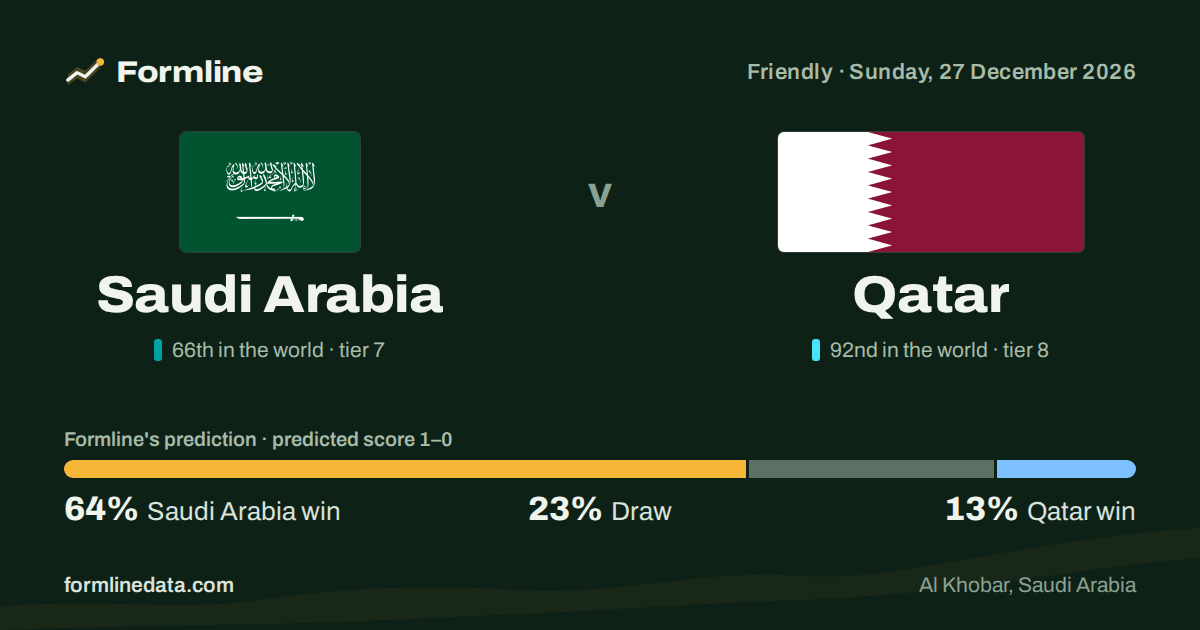 Formline
Friendly · Sunday, 27 December 2026
V
Saudi Arabia
Qatar
66th in the world · tier 7
92nd in the world · tier 8
Formline's prediction · predicted score 1–0
64% Saudi Arabia win
23% Draw
13% Qatar win
formlinedata.com
Al Khobar, Saudi Arabia